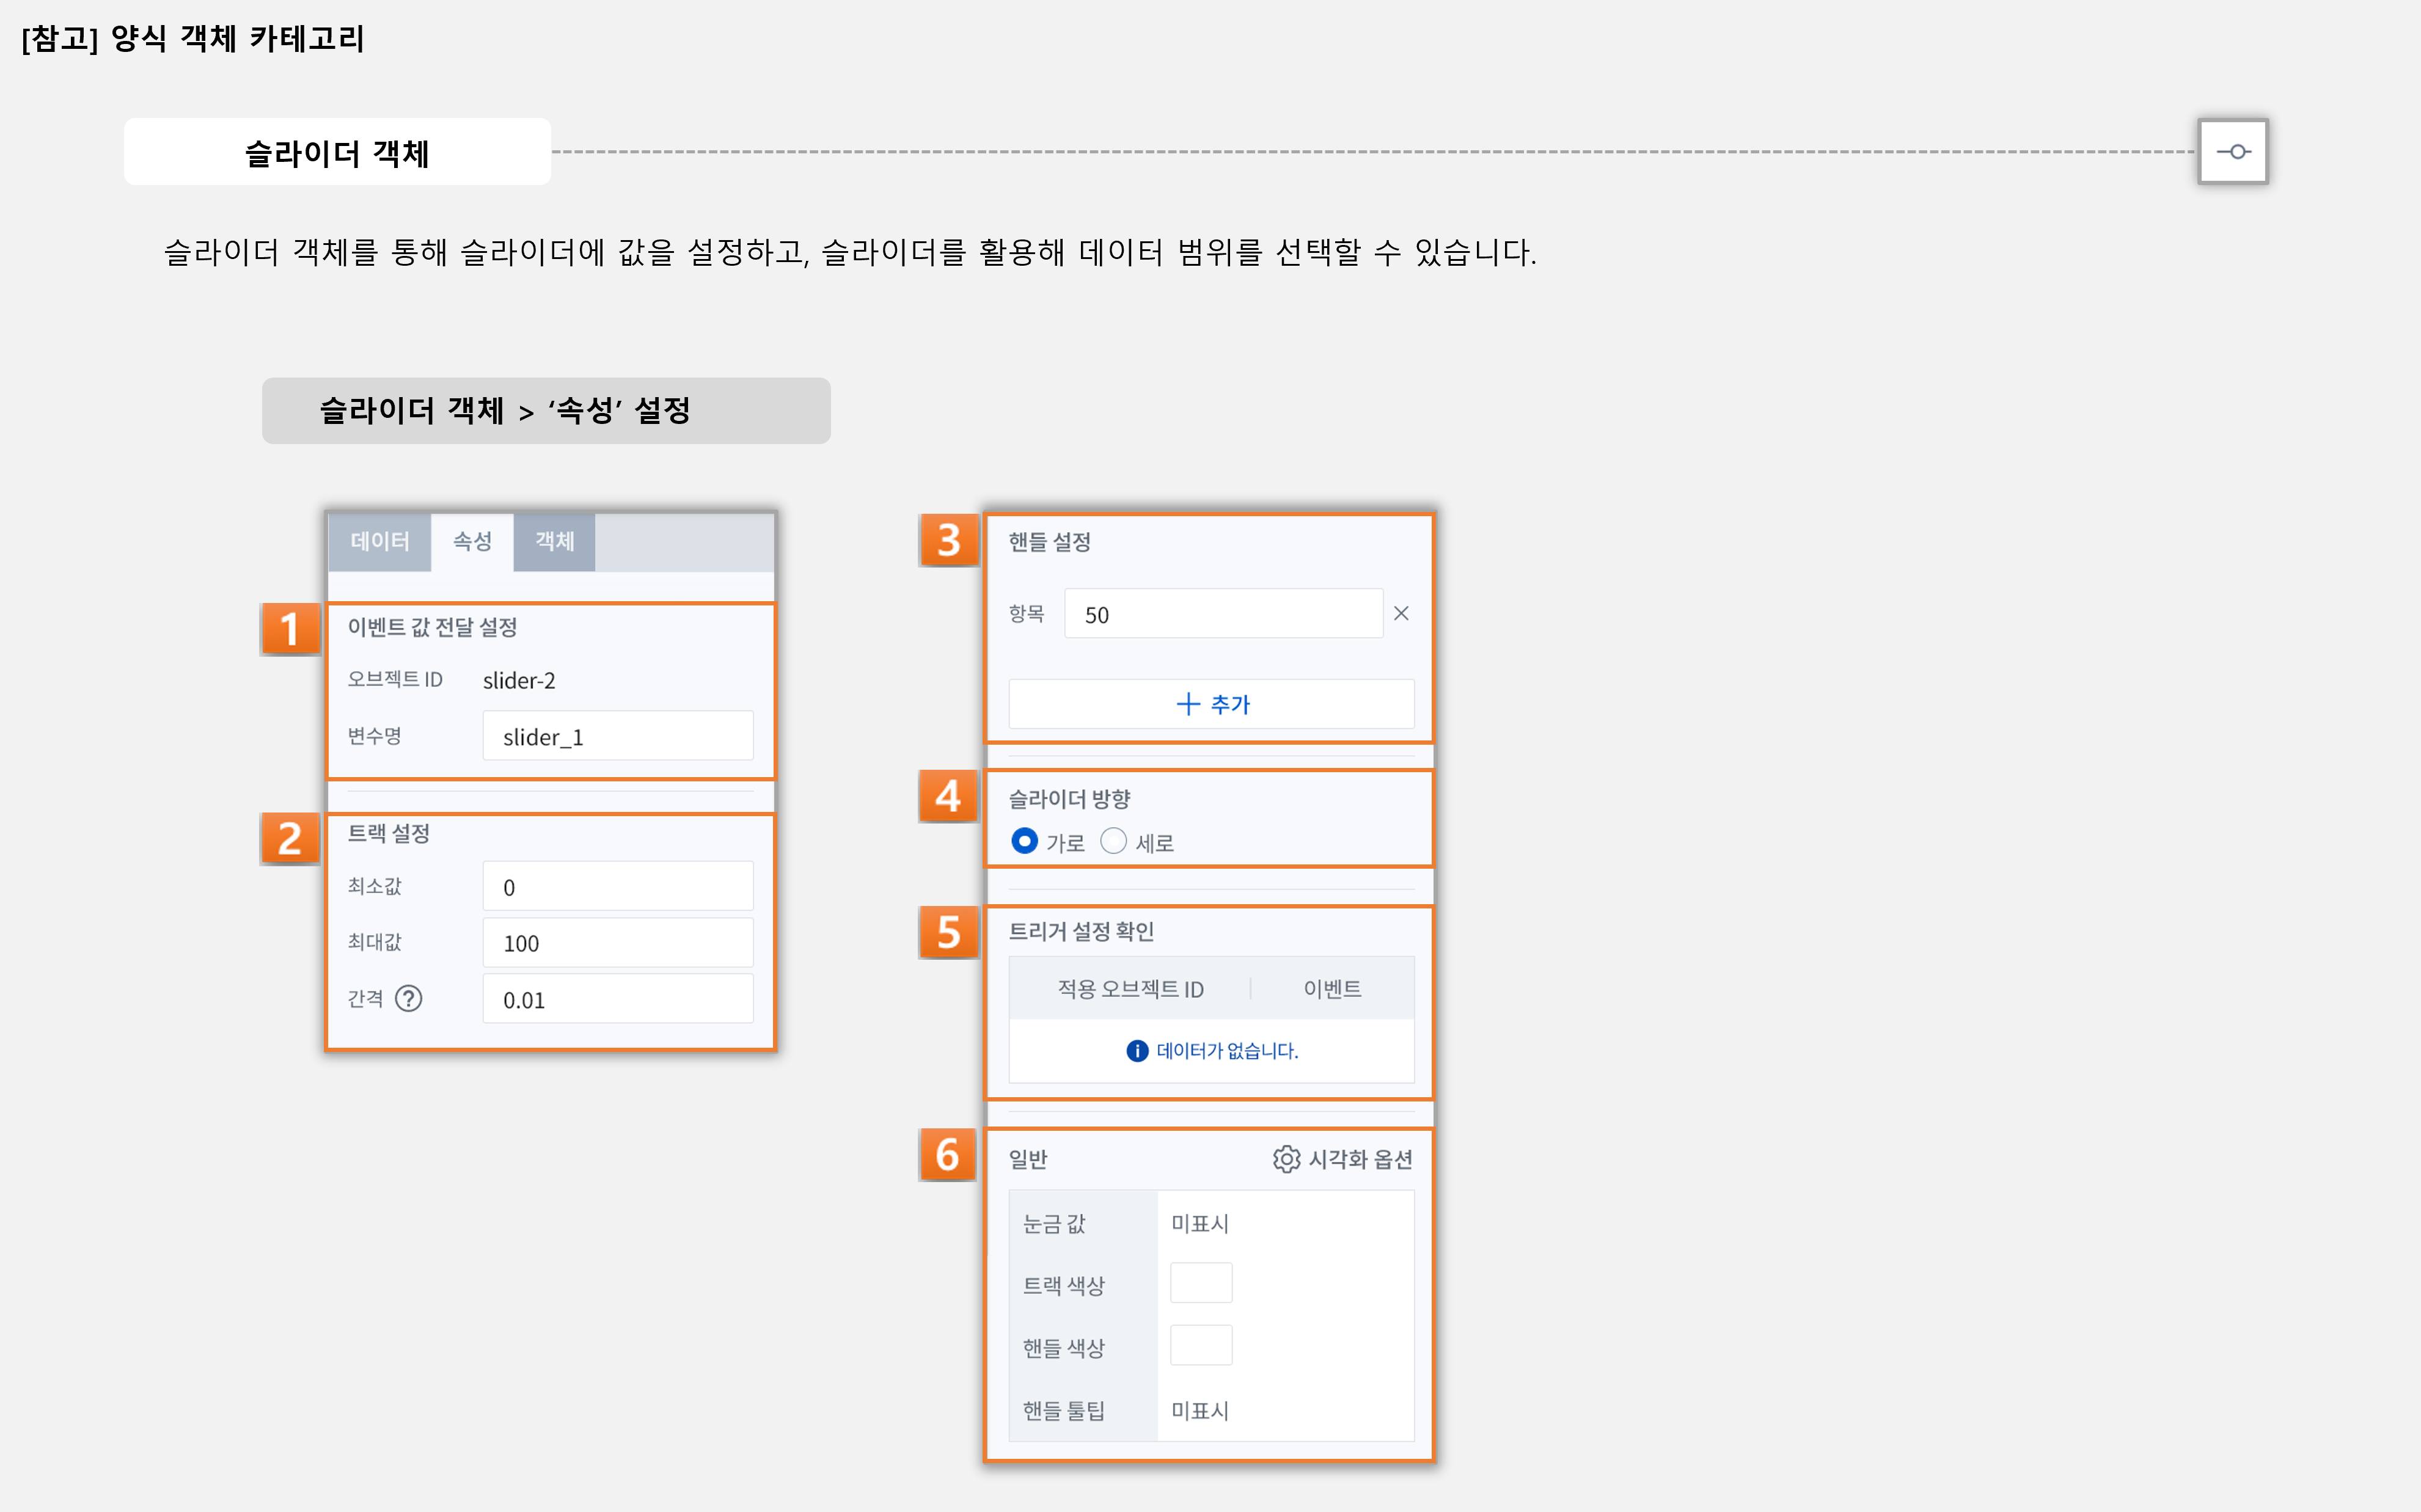 [참고] 양식 객체 카테고리
슬라이더 객체
슬라이더 객체를 통해 슬라이더에 값을 설정하고, 슬라이더를 활용해 데이터 범위를 선택할 수 있습니다.
슬라이더 객체 > ‘속성’ 설정
데이터 속성 객체
1
이벤트 값 전달 설정
오브젝트 ID slider-2
변수명 slider_1
2
트랙 설정
최소값 0
최대값 100
간격 ? 0.01
3
핸들 설정
항목 50 ×
+ 추가
4
슬라이더 방향
가로 세로
5
트리거 설정 확인
적용 오브젝트 ID 이벤트
데이터가 없습니다.
6
일반 시각화 옵션
눈금 값 미표시
트랙 색상
핸들 색상
핸들 툴팁 미표시